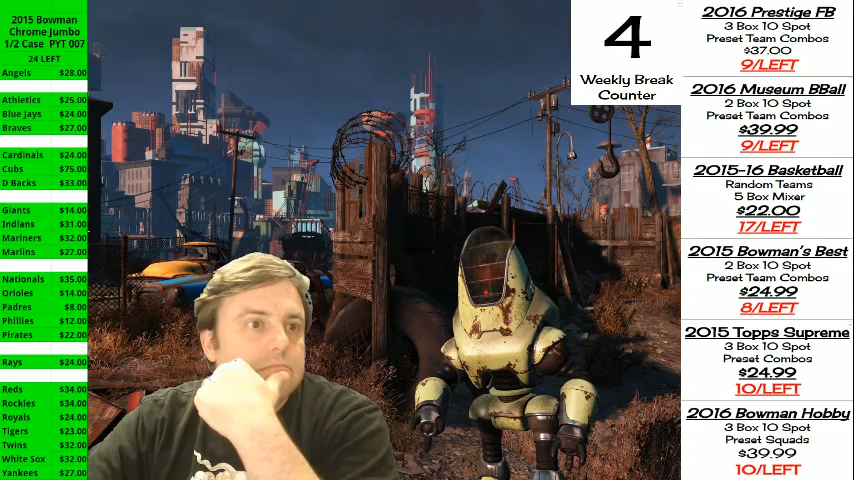 2015 Bowman
Chrome Jumbo
1/2 Case PYT 007
24 LEFT
Angels $28.00
Athletics $25.00
Blue Jays $24.00
Braves $27.00
Cardinals $24.00
Cubs $75.00
D Backs $33.00
Giants $14.00
Indians $31.00
Mariners $32.00
Marlins $27.00
Nationals $35.00
Orioles $14.00
Padres $8.00
Phillies $12.00
Pirates $22.00
Rays $24.00
Reds $34.00
Rockies $34.00
Royals $24.00
Tigers $23.00
Twins $32.00
White Sox $32.00
Yankees $27.00
4
Weekly Break
Counter
2016 Prestige FB
3 Box 10 Spot
Preset Team Combos
$37.00
9/LEFT
2016 Museum BBall
2 Box 10 Spot
Preset Team Combos
$39.99
9/LEFT
2015-16 Basketball
Random Teams
5 Box Mixer
$22.00
17/LEFT
2015 Bowman's Best
2 Box 10 Spot
Preset Team Combos
$24.99
8/LEFT
2015 Topps Supreme
3 Box 10 Spot
Preset Combos
$24.99
10/LEFT
2016 Bowman Hobby
3 Box 10 Spot
Preset Squads
$39.99
10/LEFT